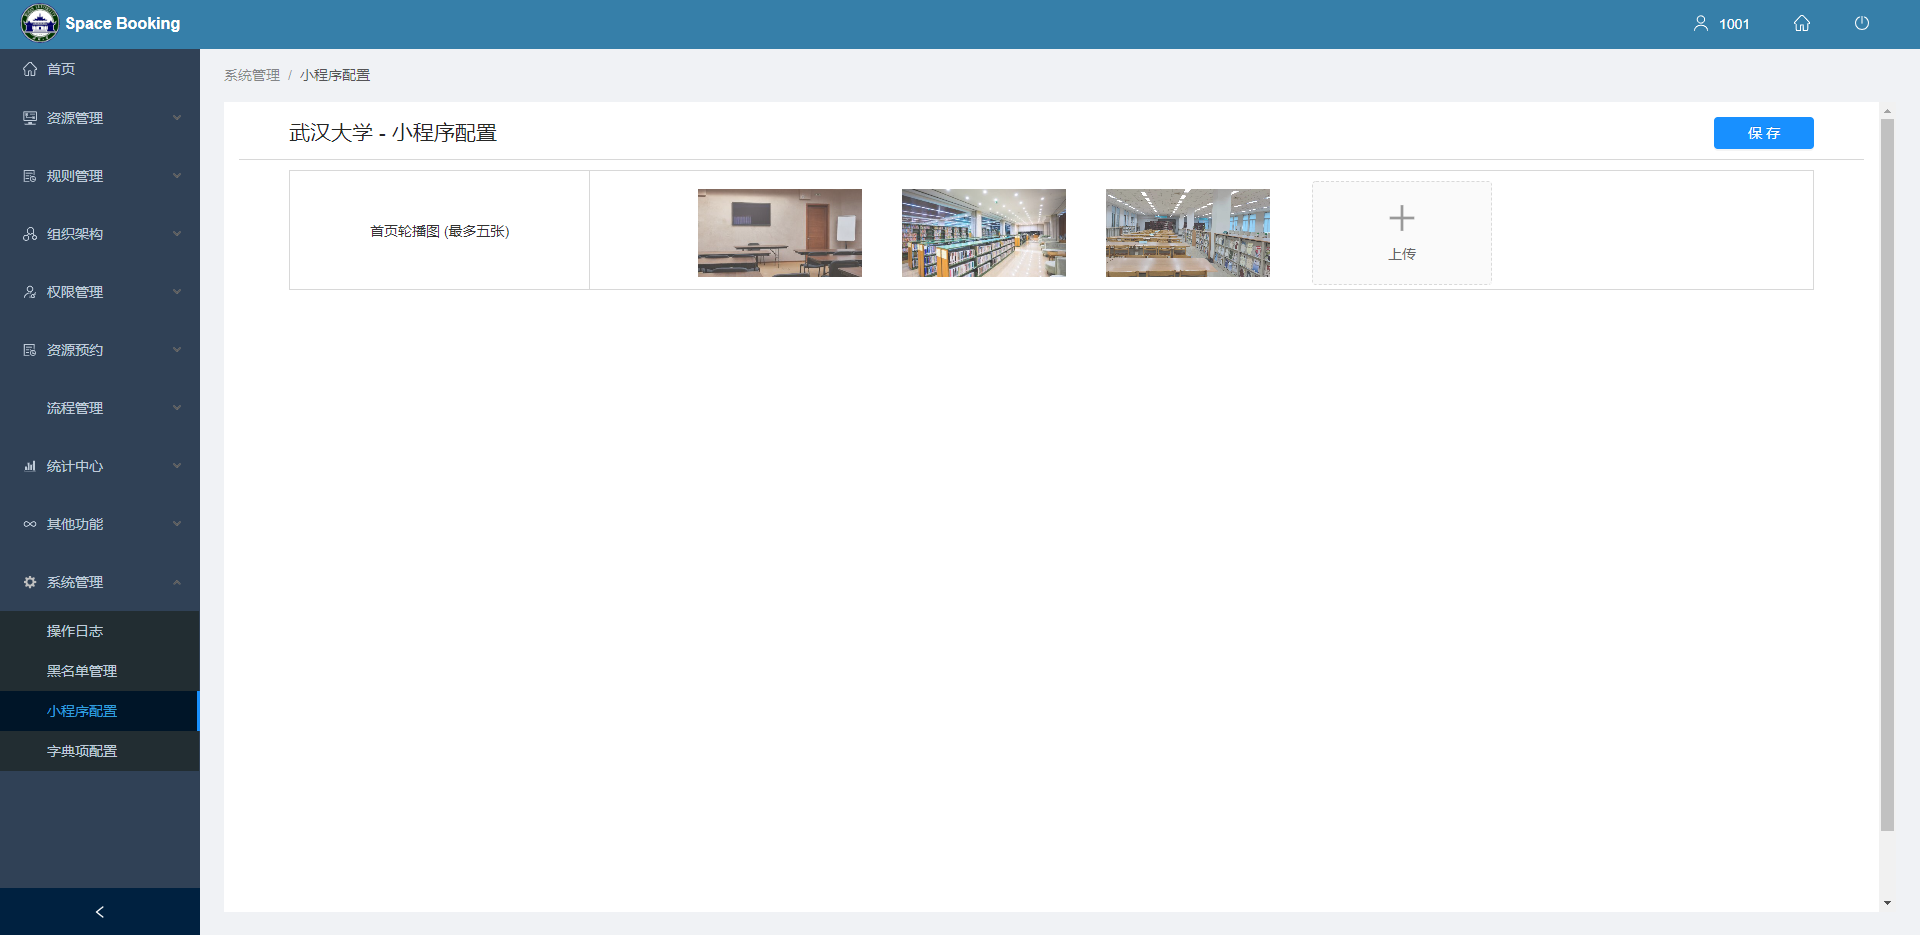 Space Booking
1001
首页
资源管理
规则管理
组织架构
权限管理
资源预约
流程管理
统计中心
其他功能
系统管理
操作日志
黑名单管理
小程序配置
字典项配置
系统管理 / 小程序配置
武汉大学 - 小程序配置
保 存
首页轮播图 (最多五张)
上传